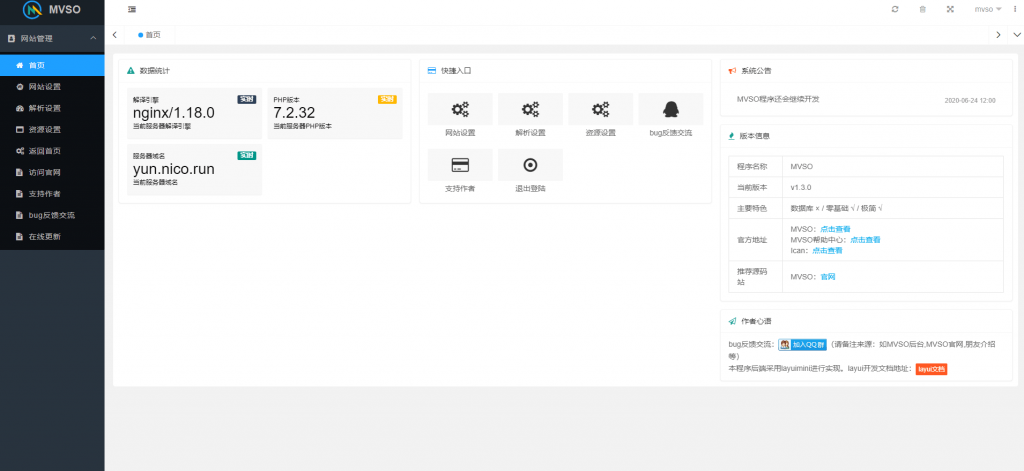 MVSO
mvso
网站管理
首页
首页
网站设置
解析设置
资源设置
返回首页
访问官网
支持作者
bug反馈交流
在线更新
数据统计
解译引擎
实时
nginx/1.18.0
当前服务器解译引擎
PHP版本
实时
7.2.32
当前服务器PHP版本
服务器域名
实时
yun.nico.run
当前服务器域名
快捷入口
网站设置
解析设置
资源设置
bug反馈交流
支持作者
退出登陆
系统公告
MVSO程序还会继续开发
2020-06-24 12:00
版本信息
程序名称 MVSO
当前版本 v1.3.0
主要特色 数据库 × / 零基础 √ / 极简 √
官方地址
MVSO：点击查看
MVSO帮助中心：点击查看
Ican：点击查看
推荐源码
站
MVSO：官网
作者心语
bug反馈交流：加入QQ群（请备注来源：如MVSO后台,MVSO官网,朋友介绍
等）
本程序后端采用layuimini进行实现。layui开发文档地址：layui文档